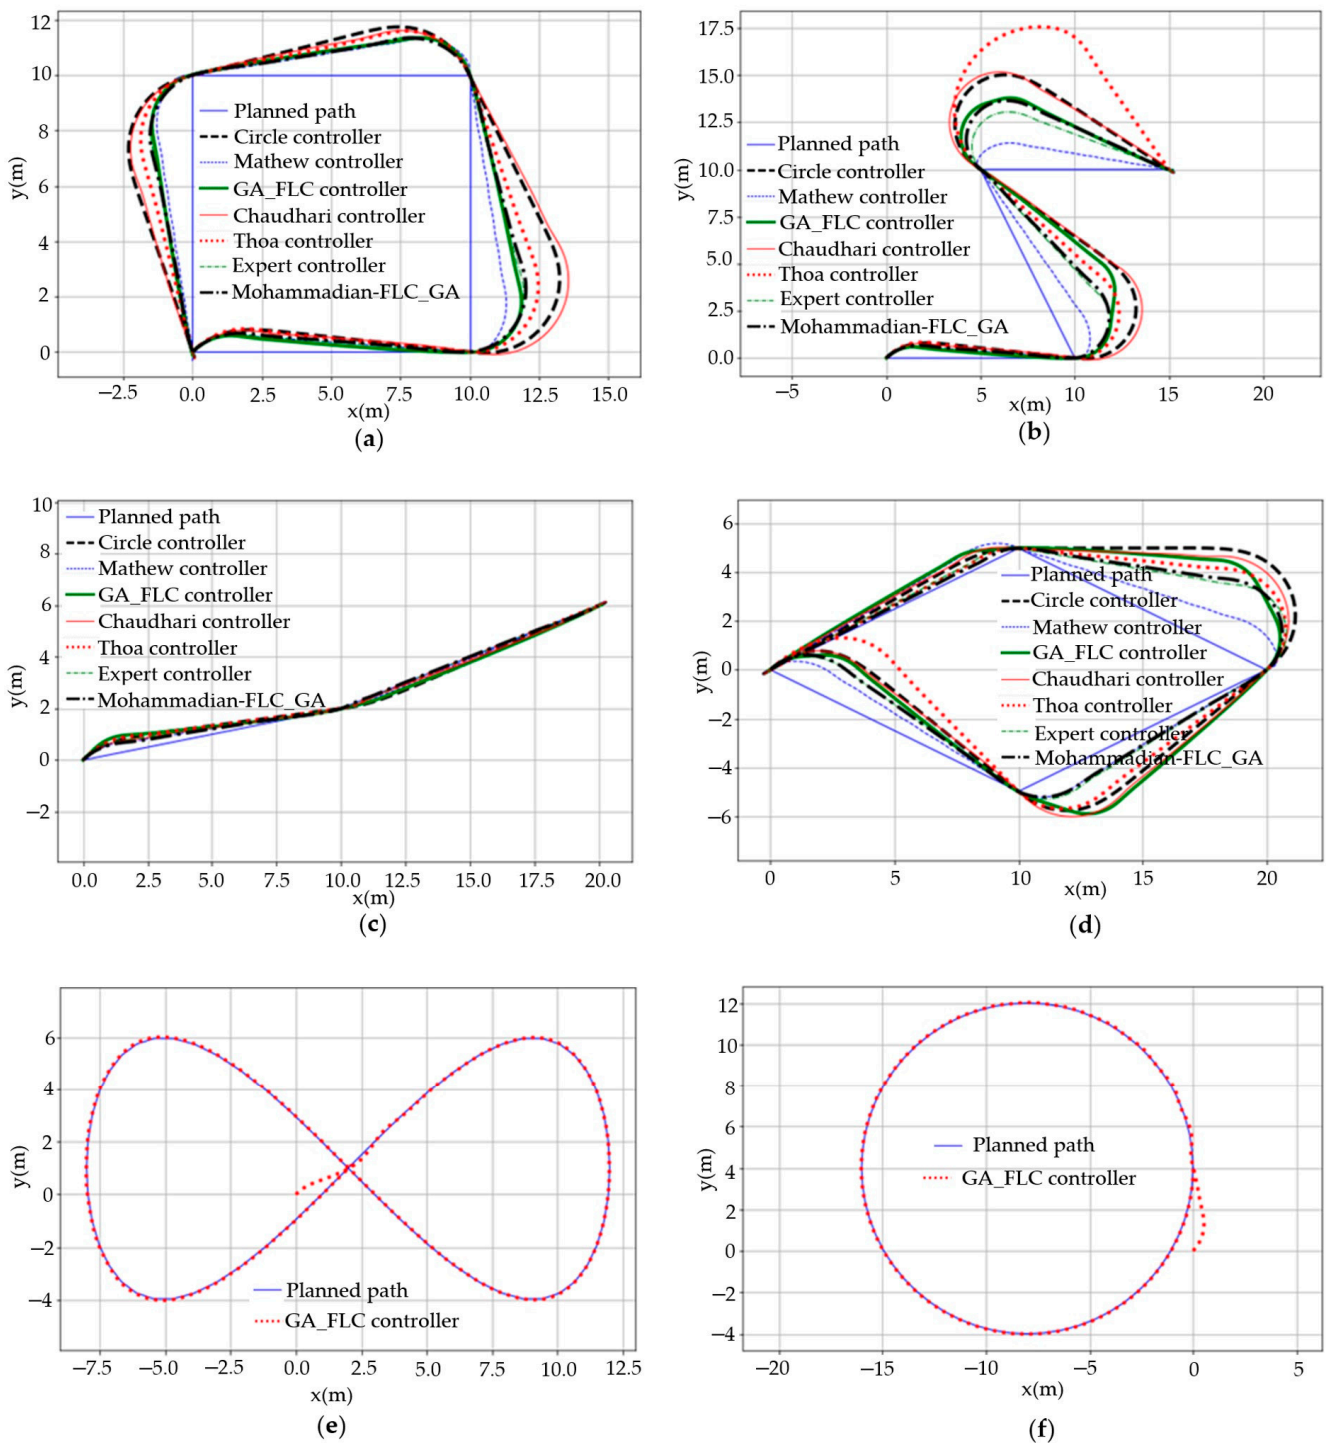 12
10
8
6
4
2
0
y(m)
Planned path
Circle controller
Mathew controller
GA_FLC controller
Chaudhari controller
Thoa controller
Expert controller
Mohammadian-FLC_GA
−2.5
0.0
2.5
5.0
7.5
10.0
12.5
15.0
x(m)
(a)
17.5
15.0
12.5
10.0
7.5
5.0
2.5
0.0
y(m)
Planned path
Circle controller
Mathew controller
GA_FLC controller
Chaudhari controller
Thoa controller
Expert controller
Mohammadian-FLC_GA
−5
0
5
10
15
20
x(m)
(b)
10
8
6
4
2
0
−2
y(m)
Planned path
Circle controller
Mathew controller
GA_FLC controller
Chaudhari controller
Thoa controller
Expert controller
Mohammadian-FLC_GA
0.0
2.5
5.0
7.5
10.0
12.5
15.0
17.5
20.0
x(m)
(c)
6
4
2
0
−2
−4
−6
y(m)
Planned path
Circle controller
Mathew controller
GA_FLC controller
Chaudhari controller
Thoa controller
Expert controller
Mohammadian-FLC_GA
0
5
10
15
20
x(m)
(d)
6
4
2
0
−2
−4
y(m)
Planned path
GA_FLC controller
−7.5
−5.0
−2.5
0.0
2.5
5.0
7.5
10.0
12.5
x(m)
(e)
12
10
8
6
4
2
0
−2
−4
y(m)
Planned path
GA_FLC controller
−20
−15
−10
−5
0
5
x(m)
(f)